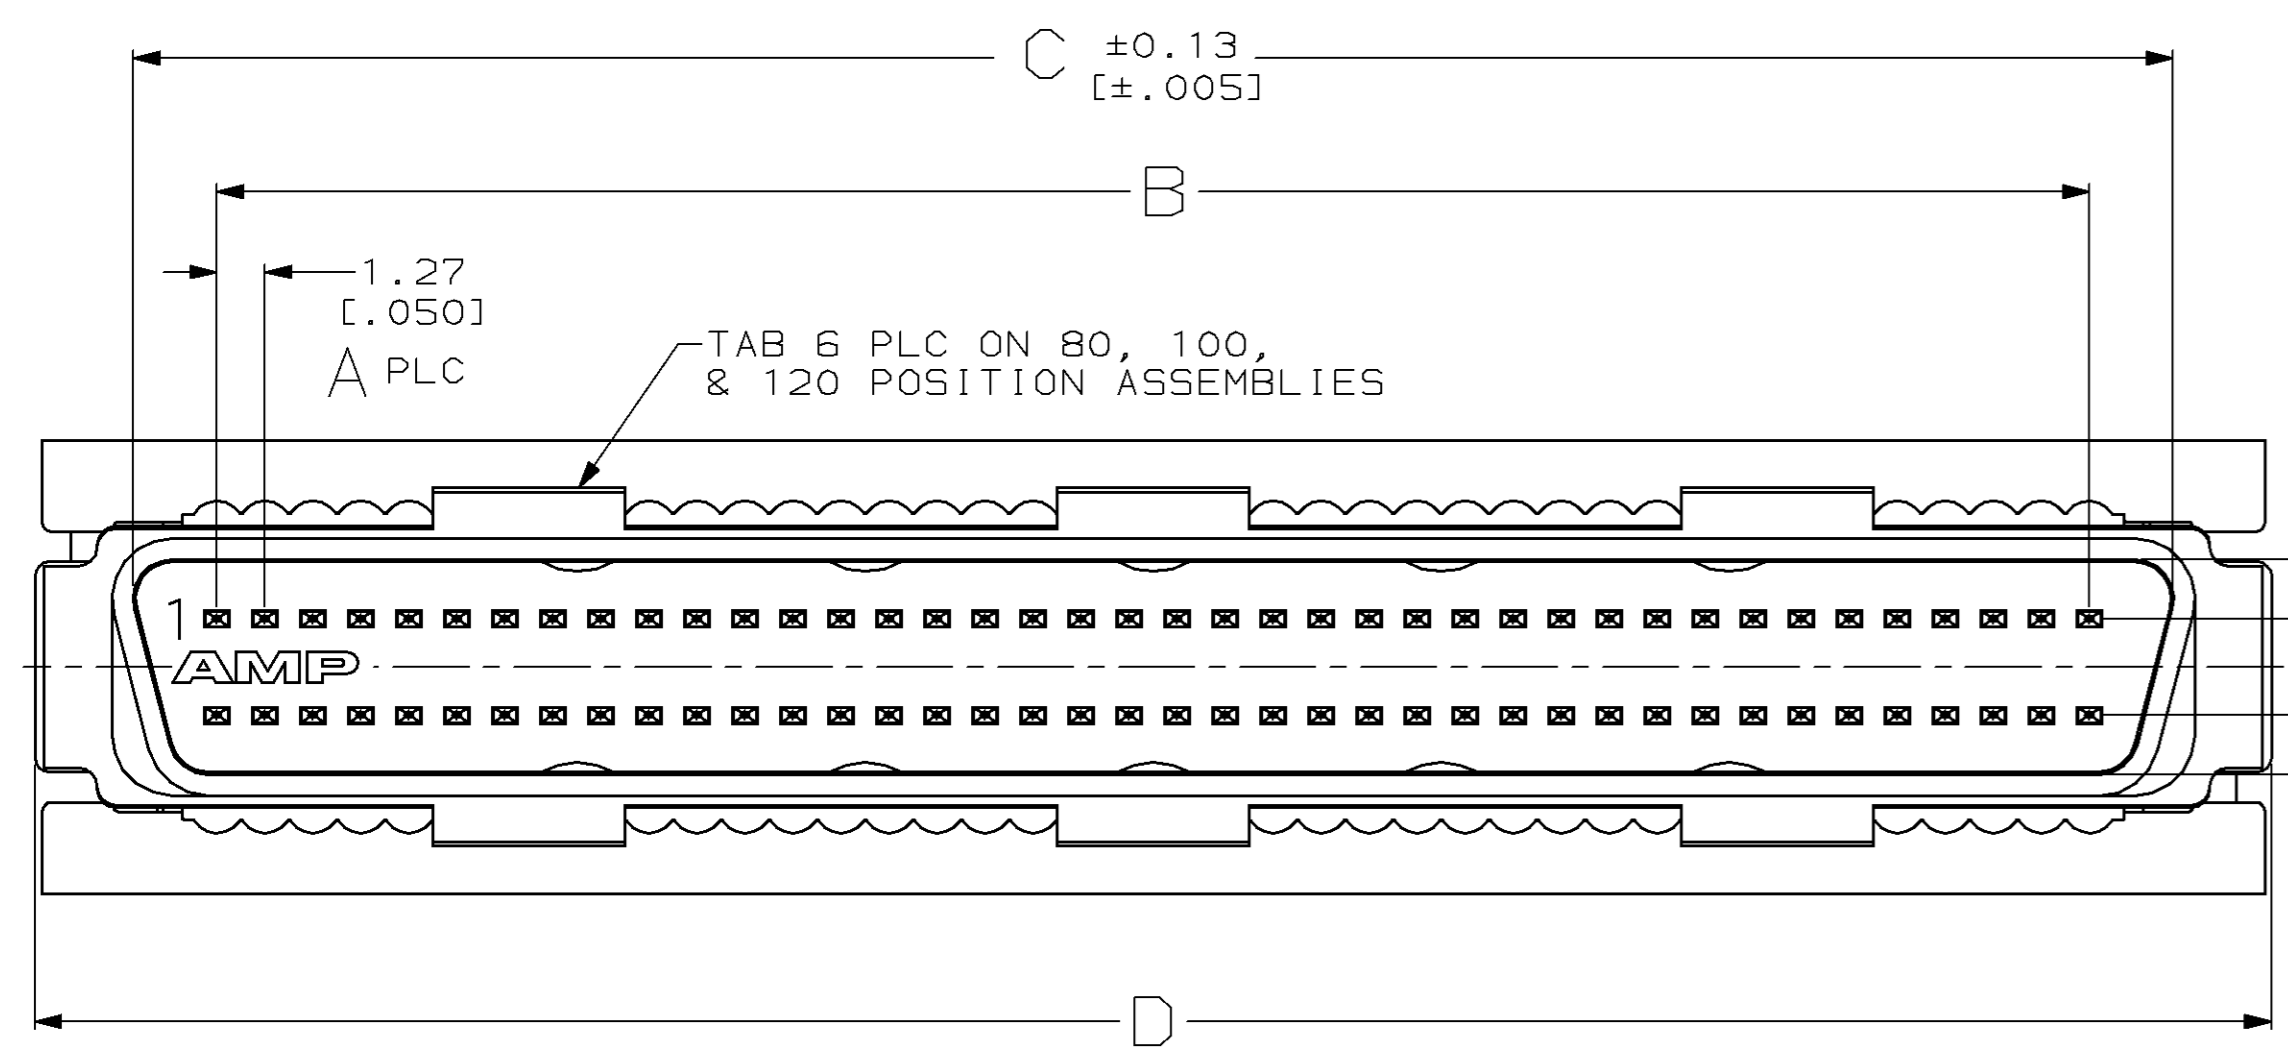 C ±0.13
[±.005]
B
1.27
[.050]
A PLC
TAB 6 PLC ON 80, 100,
& 120 POSITION ASSEMBLIES
1
AMP
D